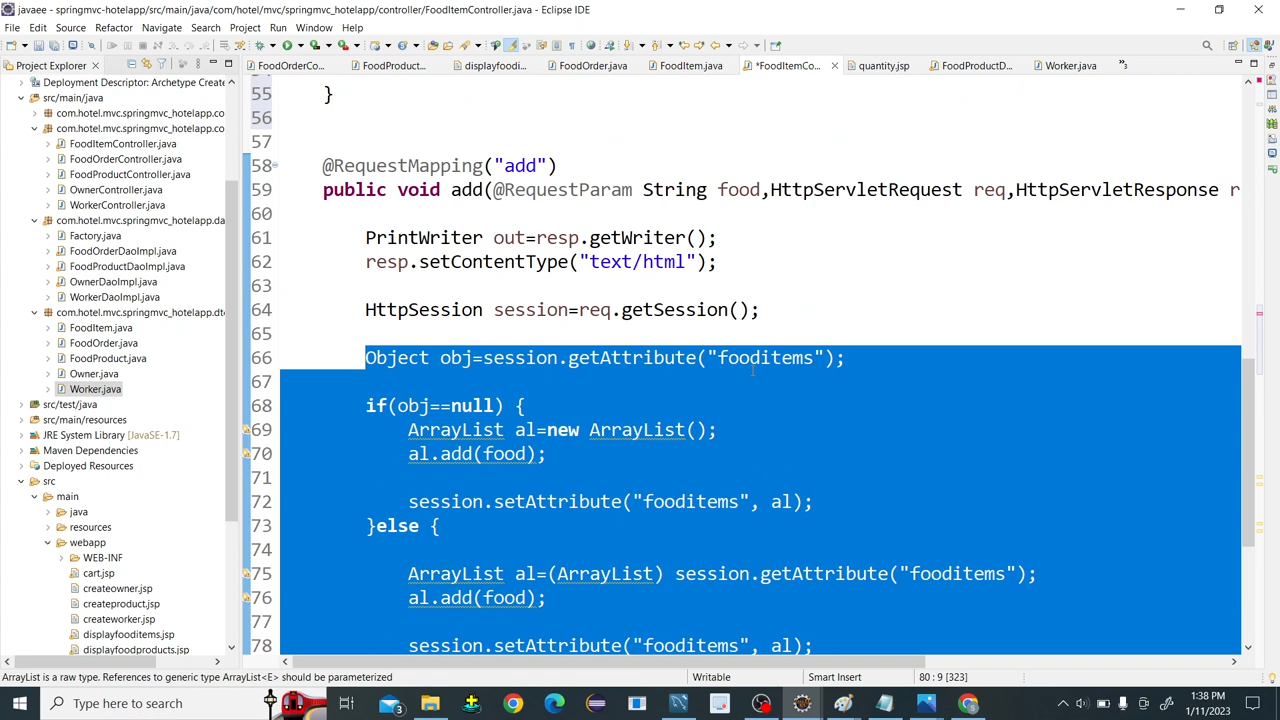 javaee - springmvc-hotelapp/src/main/java/com/hotel/mvc/springmvc_hotelapp/controller/FoodItemController.java - Eclipse IDE
File Edit Source Refactor Navigate Search Project Run Window Help
Project Explorer
FoodOrderCo...
FoodProduct...
displayfoodi...
FoodOrder.java
FoodItem.java
*FoodItemCo...
quantity.jsp
FoodProductD...
Worker.java
3
Deployment Descriptor: Archetype Create
src/main/java
com.hotel.mvc.springmvc_hotelapp.co
com.hotel.mvc.springmvc_hotelapp.co
FoodItemController.java
FoodOrderController.java
FoodProductController.java
OwnerController.java
WorkerController.java
com.hotel.mvc.springmvc_hotelapp.da
Factory.java
FoodOrderDaoImpl.java
FoodProductDaoImpl.java
OwnerDaoImpl.java
WorkerDaoImpl.java
com.hotel.mvc.springmvc_hotelapp.dt
FoodItem.java
FoodOrder.java
FoodProduct.java
Owner.java
Worker.java
src/test/java
src/main/resources
JRE System Library [JavaSE-1.7]
Maven Dependencies
Deployed Resources
src
main
java
resources
webapp
WEB-INF
cart.jsp
createowner.jsp
createproduct.jsp
createworker.jsp
displayfooditems.jsp
displayfoodproducts.jsp
55 }
56
57
58 @RequestMapping("add")
59 public void add(@RequestParam String food,HttpServletRequest req,HttpServletResponse r
60
61 PrintWriter out=resp.getWriter();
62 resp.setContentType("text/html");
63
64 HttpSession session=req.getSession();
65
66 Object obj=session.getAttribute("fooditems");
67
68 if(obj==null) {
69 ArrayList al=new ArrayList();
70 al.add(food);
71
72 session.setAttribute("fooditems", al);
73 }else {
74
75 ArrayList al=(ArrayList) session.getAttribute("fooditems");
76 al.add(food);
77
78 session.setAttribute("fooditems", al);
ArrayList is a raw type. References to generic type ArrayList<E> should be parameterized
Writable
Smart Insert
80 : 9 [323]
Type here to search
3
1:38 PM
1/11/2023